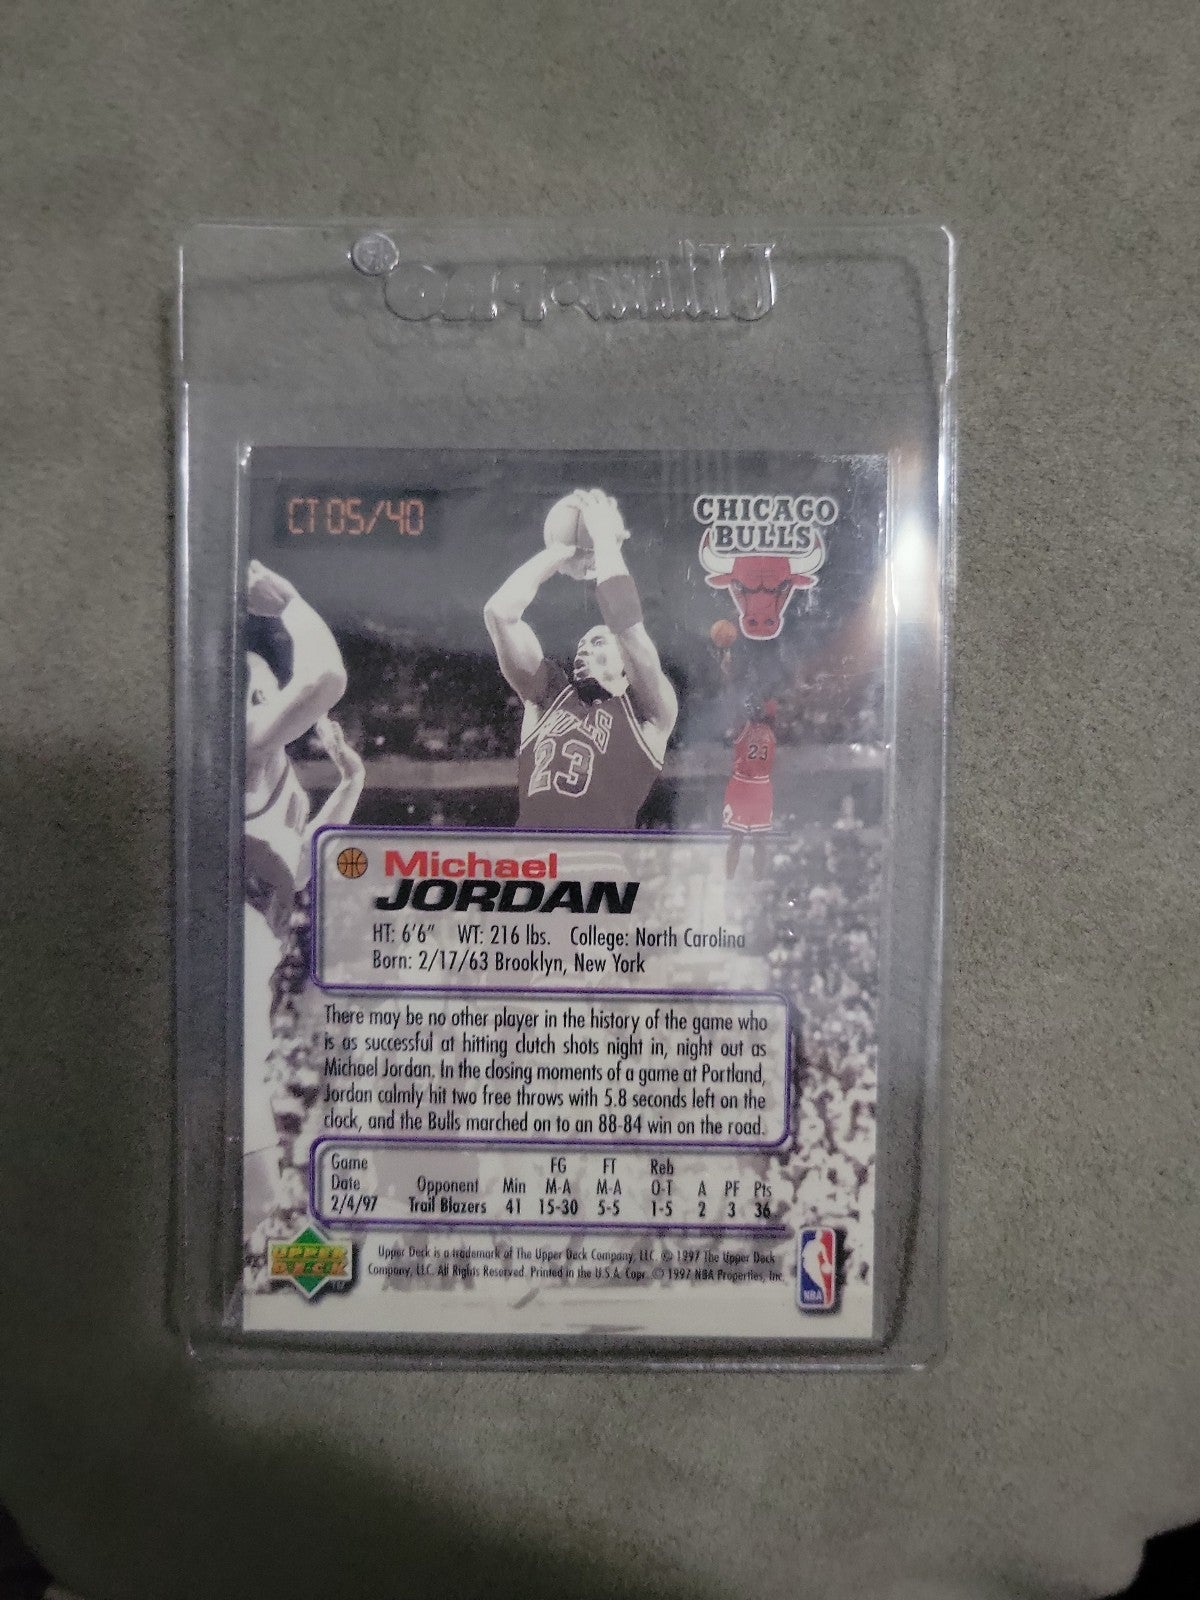 Ultra•PRO®
CT 05/40
CHICAGO
BULLS
BULLS
23
23
Michael
JORDAN
HT: 6'6" WT: 216 lbs. College: North Carolina
Born: 2/17/63 Brooklyn, New York
There may be no other player in the history of the game who
is as successful at hitting clutch shots night in, night out as
Michael Jordan. In the closing moments of a game at Portland,
Jordan calmly hit two free throws with 5.8 seconds left on the
clock, and the Bulls marched on to an 88-84 win on the road.
Game FG FT Reb
Date Opponent Min M-A M-A O-T A PF Pts
2/4/97 Trail Blazers 41 15-30 5-5 1-5 2 3 36
UPPER
DECK
TM
Upper Deck is a trademark of The Upper Deck Company, LLC. © 1997 The Upper Deck
Company, LLC. All Rights Reserved. Printed in the U.S.A. Copr. © 1997 NBA Properties, Inc.
NBA